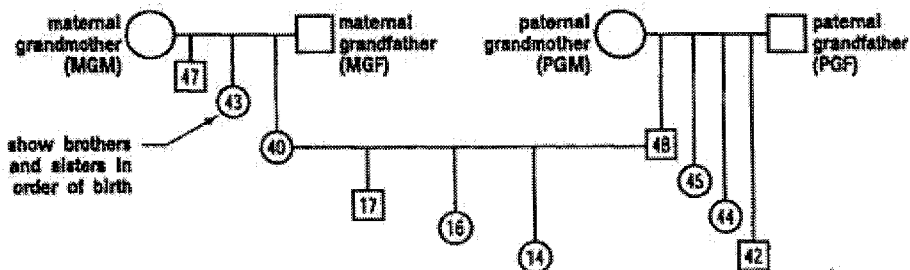 maternal
grandmother
(MGM)
maternal
grandfather
(MGF)
paternal
grandmother
(PGM)
paternal
grandfather
(PGF)
47
43
40
48
45
44
42
17
16
14
show brothers
and sisters in
order of birth